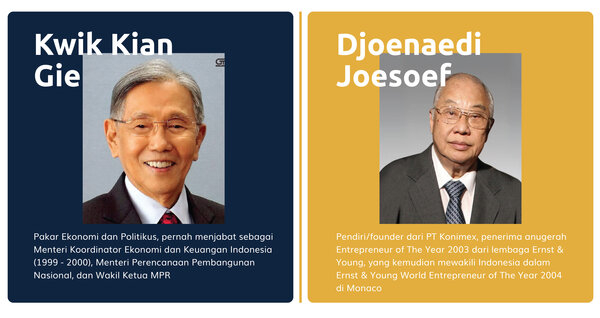 Kwik Kian
Gie
Pakar Ekonomi dan Politikus, pernah menjabat sebagai
Menteri Koordinator Ekonomi dan Keuangan Indonesia
(1999 - 2000), Menteri Perencanaan Pembangunan
Nasional, dan Wakil Ketua MPR
Djoenaedi
Joesoef
Pendiri/founder dari PT Konimex, penerima anugerah
Entrepreneur of The Year 2003 dari lembaga Ernst &
Young, yang kemudian mewakili Indonesia dalam
Ernst & Young World Entrepreneur of The Year 2004
di Monaco